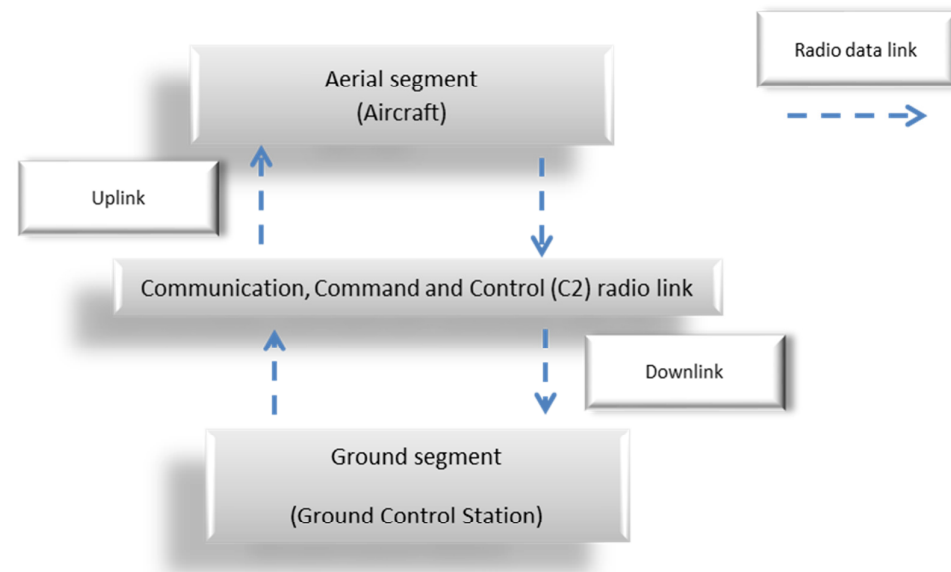 Radio data link
Aerial segment
(Aircraft)
Uplink
Communication, Command and Control (C2) radio link
Downlink
Ground segment
(Ground Control Station)